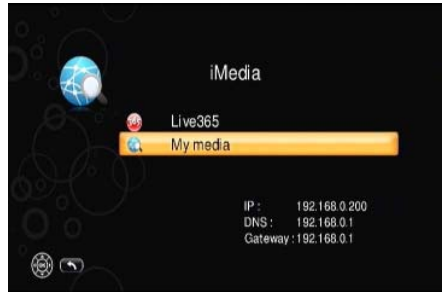 iMedia
Live365
My media
IP : 192.168.0.200
DNS : 192.168.0.1
Gateway : 192.168.0.1